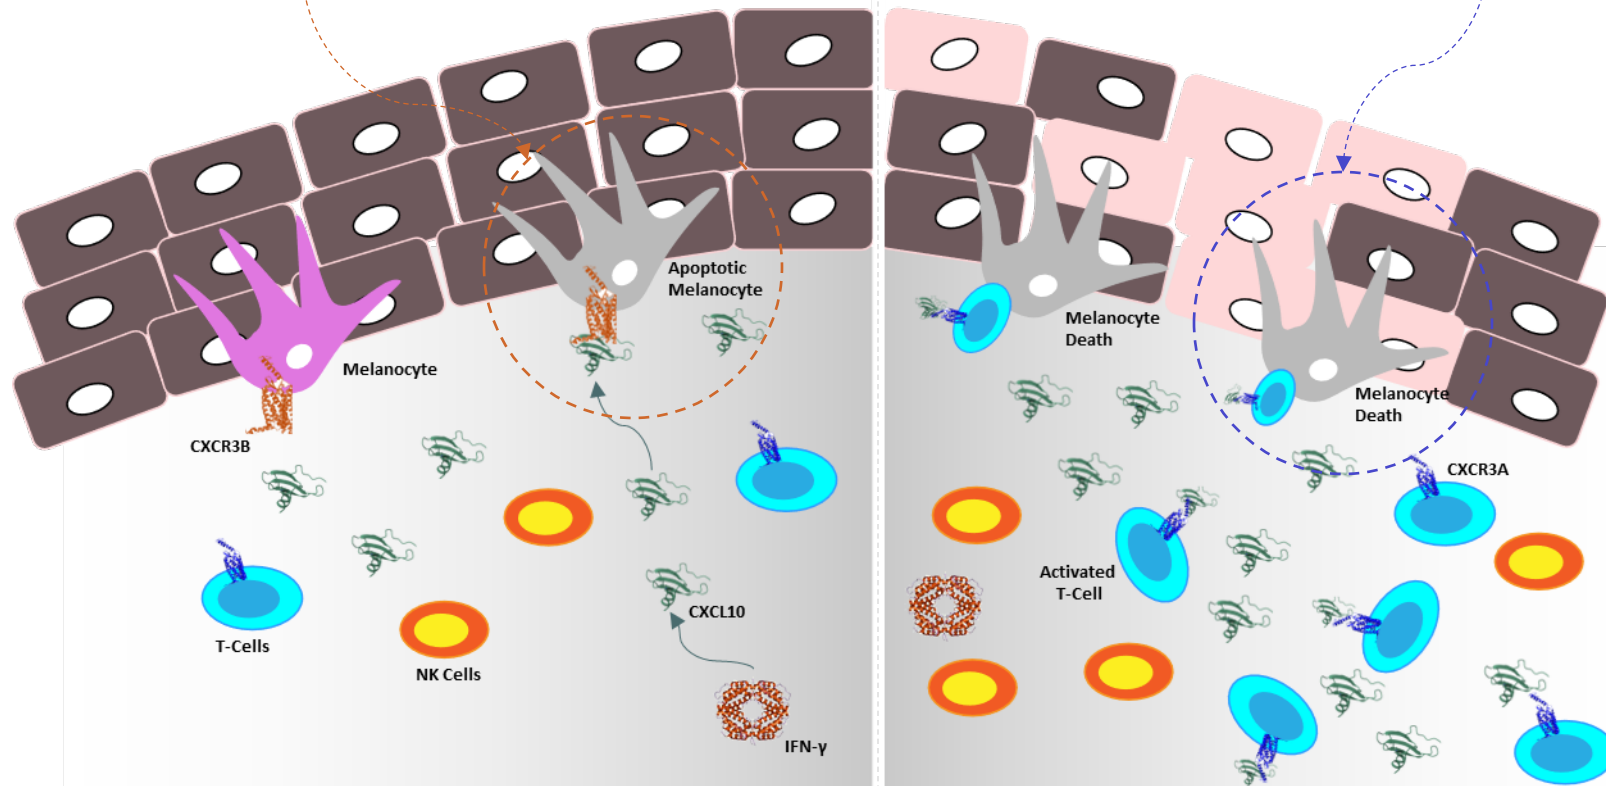 Apoptotic
Melanocyte
Melanocyte
CXCR3B
T-Cells
NK Cells
CXCL10
IFN-γ
Melanocyte
Death
Melanocyte
Death
CXCR3A
Activated
T-Cell